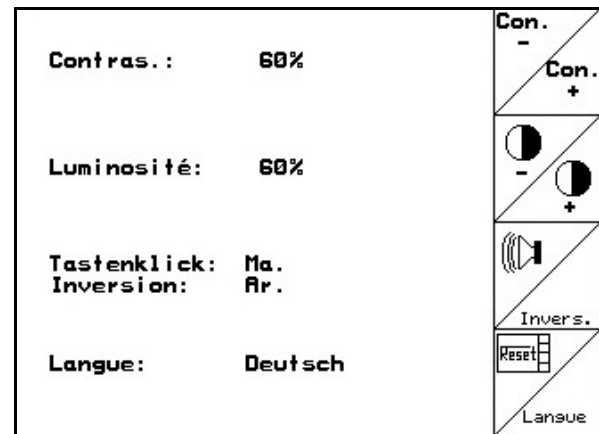 Con.
-
Con.
+
Contras.: 60%
-
+
Luminosité: 60%
Tastenklick: Ma.
Inversion: Ar.
Invers.
Reset
Langue: Deutsch
Langue